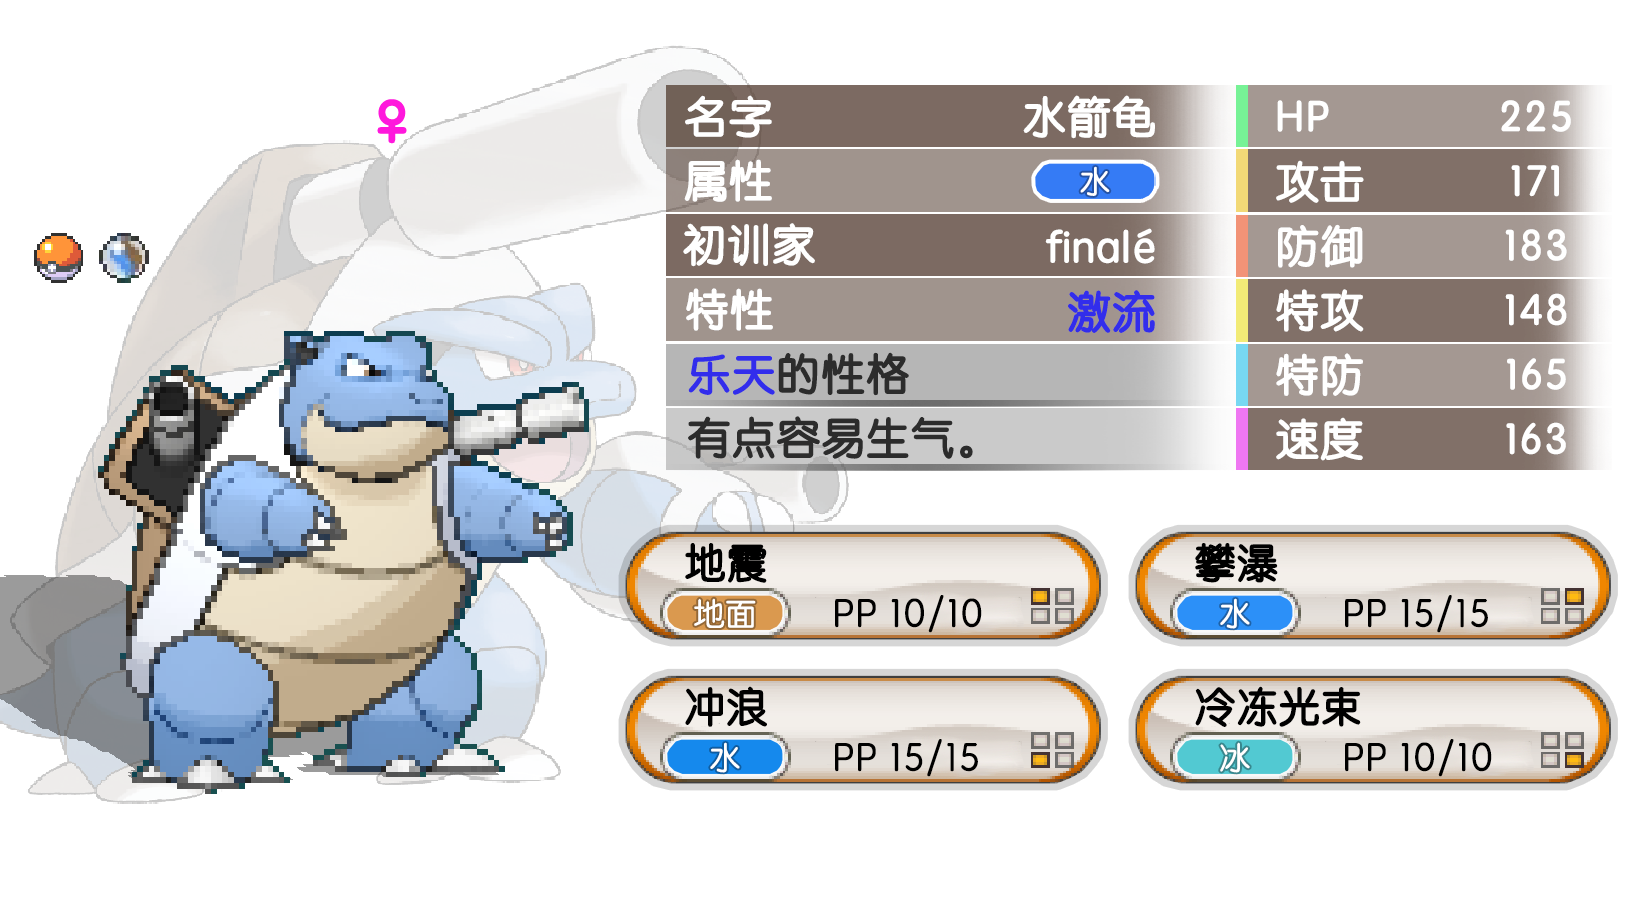 名字 水箭龟
属性 水
初训家 finalé
特性 激流
乐天的性格
有点容易生气。
HP 225
攻击 171
防御 183
特攻 148
特防 165
速度 163
地震
地面 PP 10/10
攀瀑
水 PP 15/15
冲浪
水 PP 15/15
冷冻光束
冰 PP 10/10